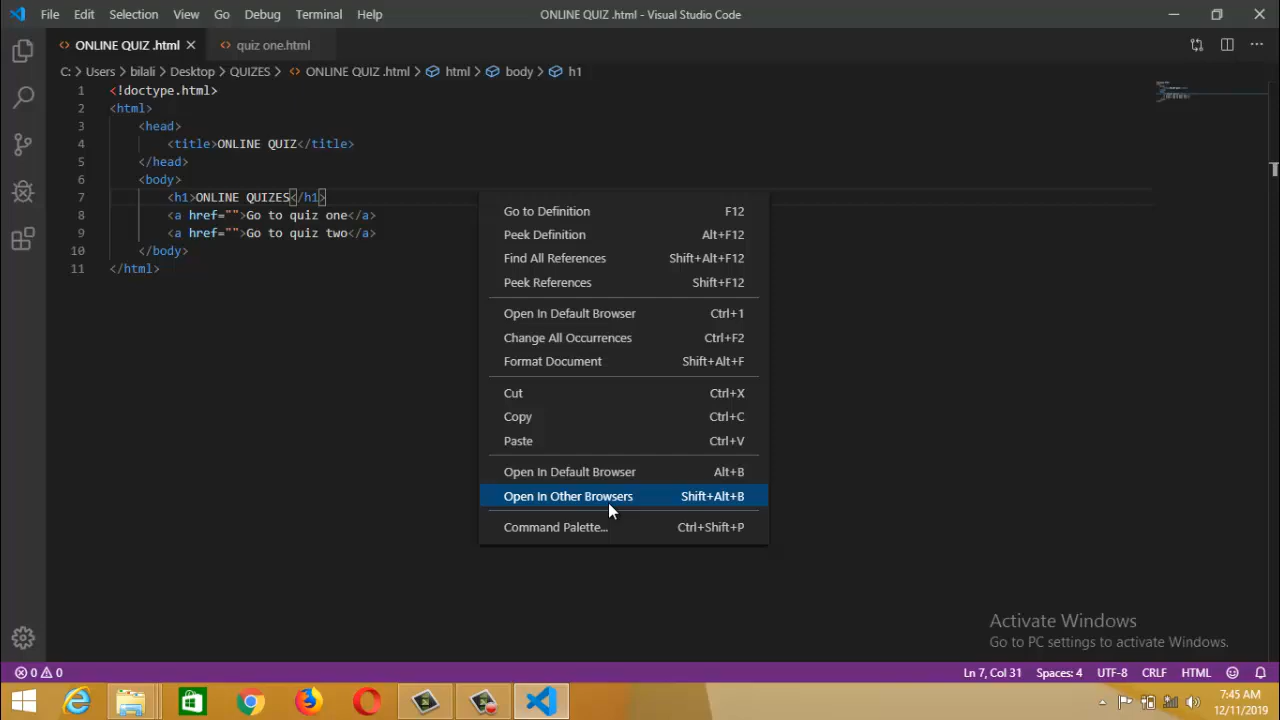 File Edit Selection View Go Debug Terminal Help ONLINE QUIZ .html - Visual Studio Code
ONLINE QUIZ .html quiz one.html
C: > Users > bilali > Desktop > QUIZES > ONLINE QUIZ .html > html > body > h1
1 <!doctype.html>
2 <html>
3 <head>
4 <title>ONLINE QUIZ</title>
5 </head>
6 <body>
7 <h1>ONLINE QUIZES</h1>
8 <a href="">Go to quiz one</a>
9 <a href="">Go to quiz two</a>
10 </body>
11 </html>
Go to Definition F12
Peek Definition Alt+F12
Find All References Shift+Alt+F12
Peek References Shift+F12
Open In Default Browser Ctrl+1
Change All Occurrences Ctrl+F2
Format Document Shift+Alt+F
Cut Ctrl+X
Copy Ctrl+C
Paste Ctrl+V
Open In Default Browser Alt+B
Open In Other Browsers Shift+Alt+B
Command Palette... Ctrl+Shift+P
Activate Windows
Go to PC settings to activate Windows.
0 0 Ln 7, Col 31 Spaces: 4 UTF-8 CRLF HTML
7:45 AM
12/11/2019